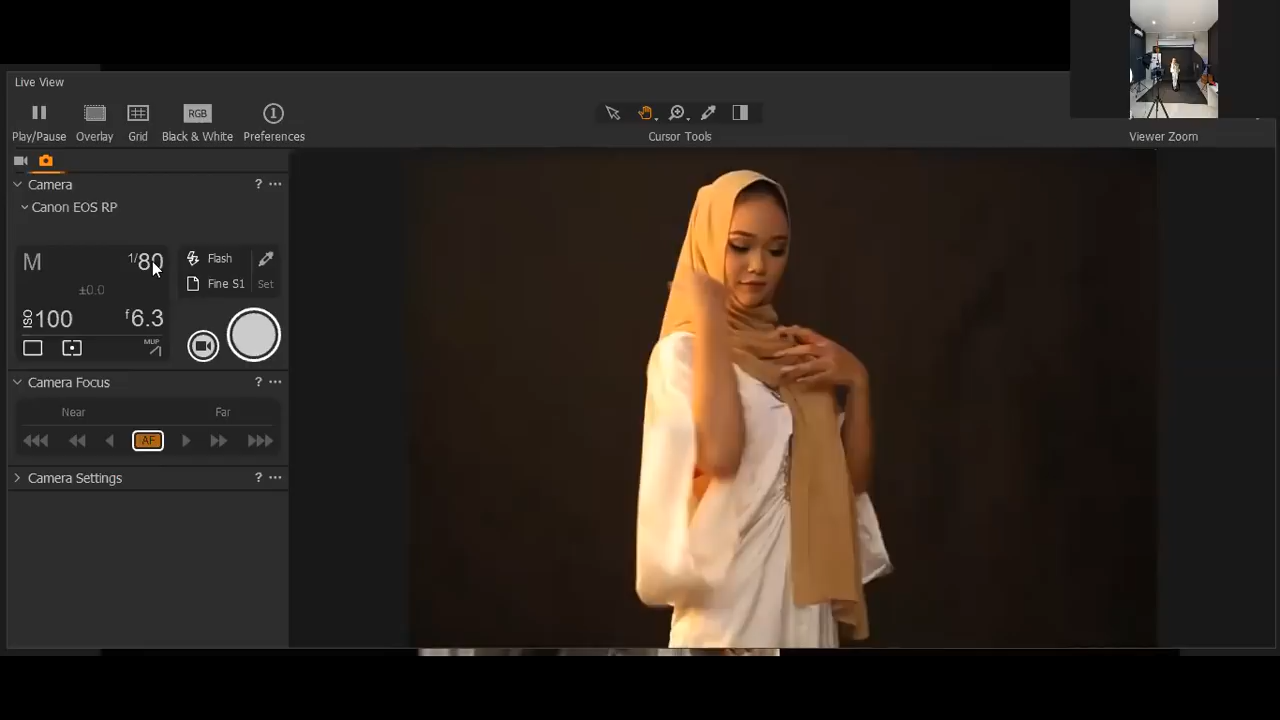 Live View
Play/Pause Overlay Grid Black & White Preferences
RGB
Cursor Tools
Viewer Zoom
Camera ? ...
Canon EOS RP
M 1/80
±0.0
ISO 100 f6.3
MUP
Flash
Fine S1 Set
Camera Focus ? ...
Near Far
AF
Camera Settings ? ...